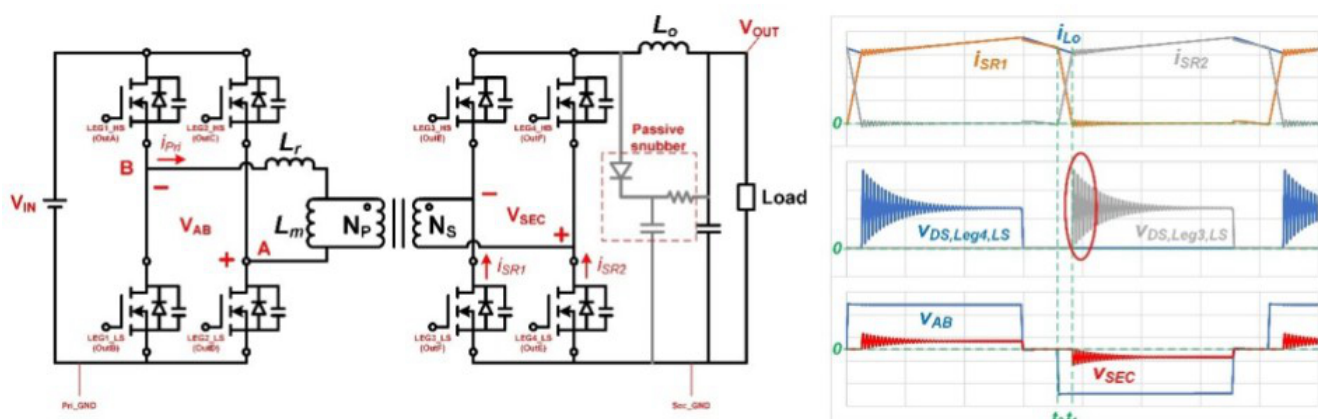 Lo
VOUT
LEG1_HS
(OutA)
LEG2_HS
(OutC)
LEG3_HS
(OutE)
LEG4_HS
(OutF)
Passive
snubber
iPri
Lr
B
VIN
VAB
Lm
NP
NS
VSEC
Load
A
iSR1
iSR2
LEG1_LS
(OutB)
LEG2_LS
(OutD)
LEG3_LS
(OutF)
LEG4_LS
(OutE)
Pri_GND
Sec_GND
iLo
iSR1
iSR2
0
vDS,Leg4,LS
vDS,Leg3,LS
0
vAB
0
vSEC